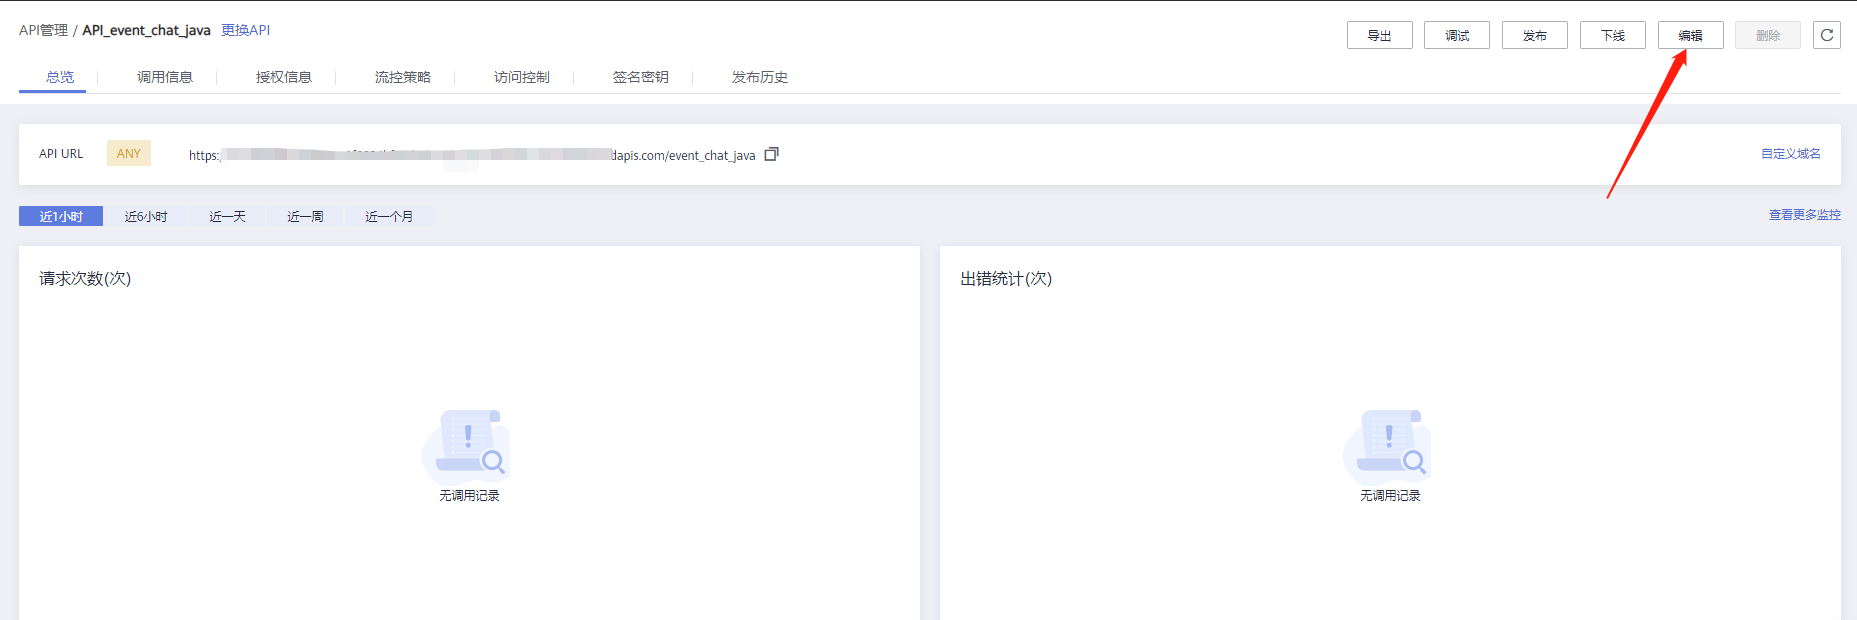 API管理 / API_event_chat_java 更换API
导出 调试 发布 下线 编辑 删除
总览 调用信息 授权信息 流控策略 访问控制 签名密钥 发布历史
API URL ANY https: dapis.com/event_chat_java 自定义域名
近1小时 近6小时 近一天 近一周 近一个月 查看更多监控
请求次数(次) 出错统计(次)
无调用记录 无调用记录